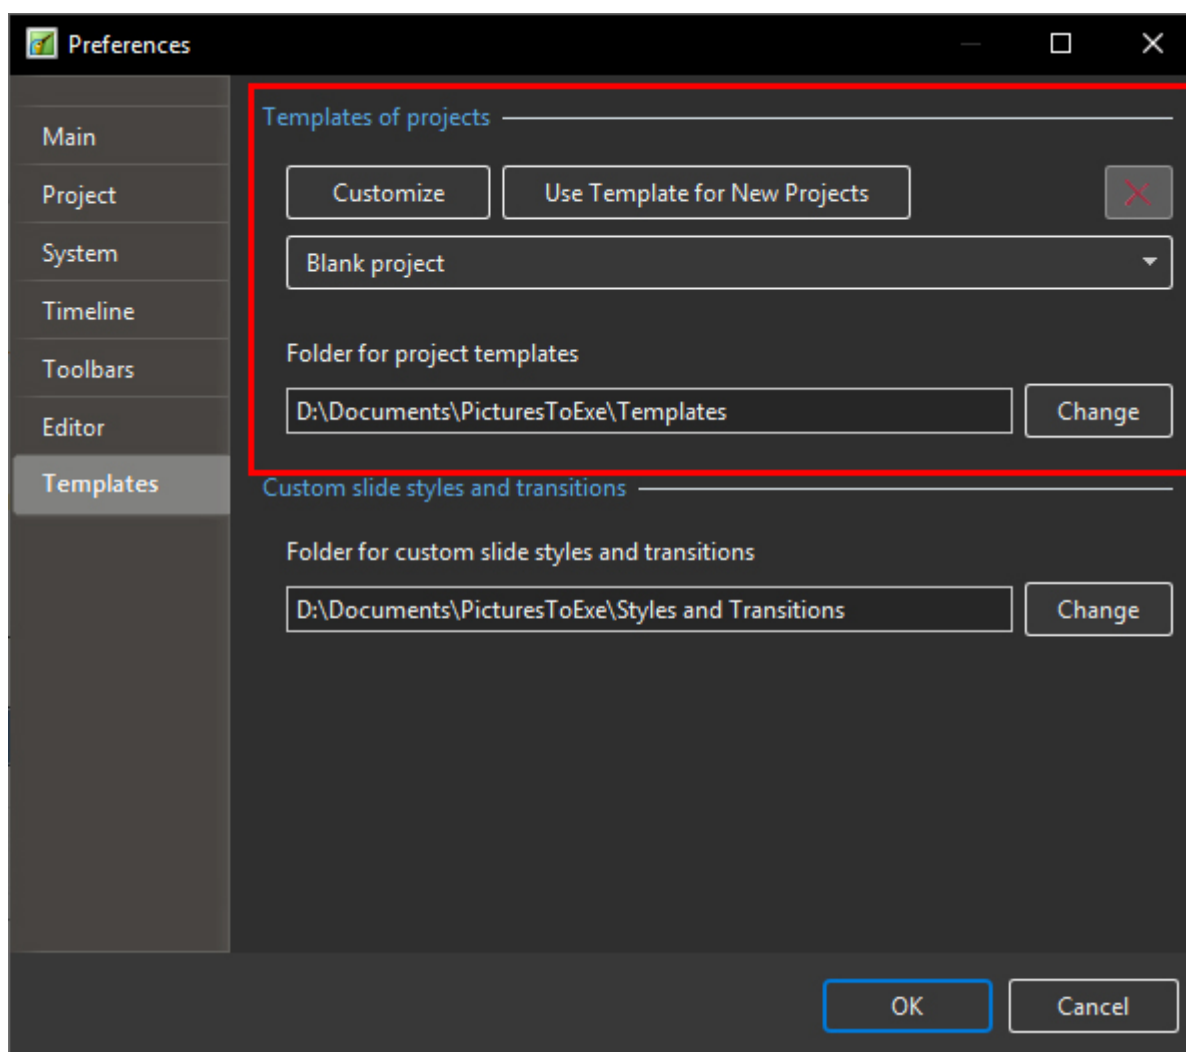 Preferences
Main
Project
System
Timeline
Toolbars
Editor
Templates
Templates of projects
Customize
Use Template for New Projects
Blank project
Folder for project templates
D:\Documents\PicturesToExe\Templates
Change
Custom slide styles and transitions
Folder for custom slide styles and transitions
D:\Documents\PicturesToExe\Styles and Transitions
Change
OK
Cancel